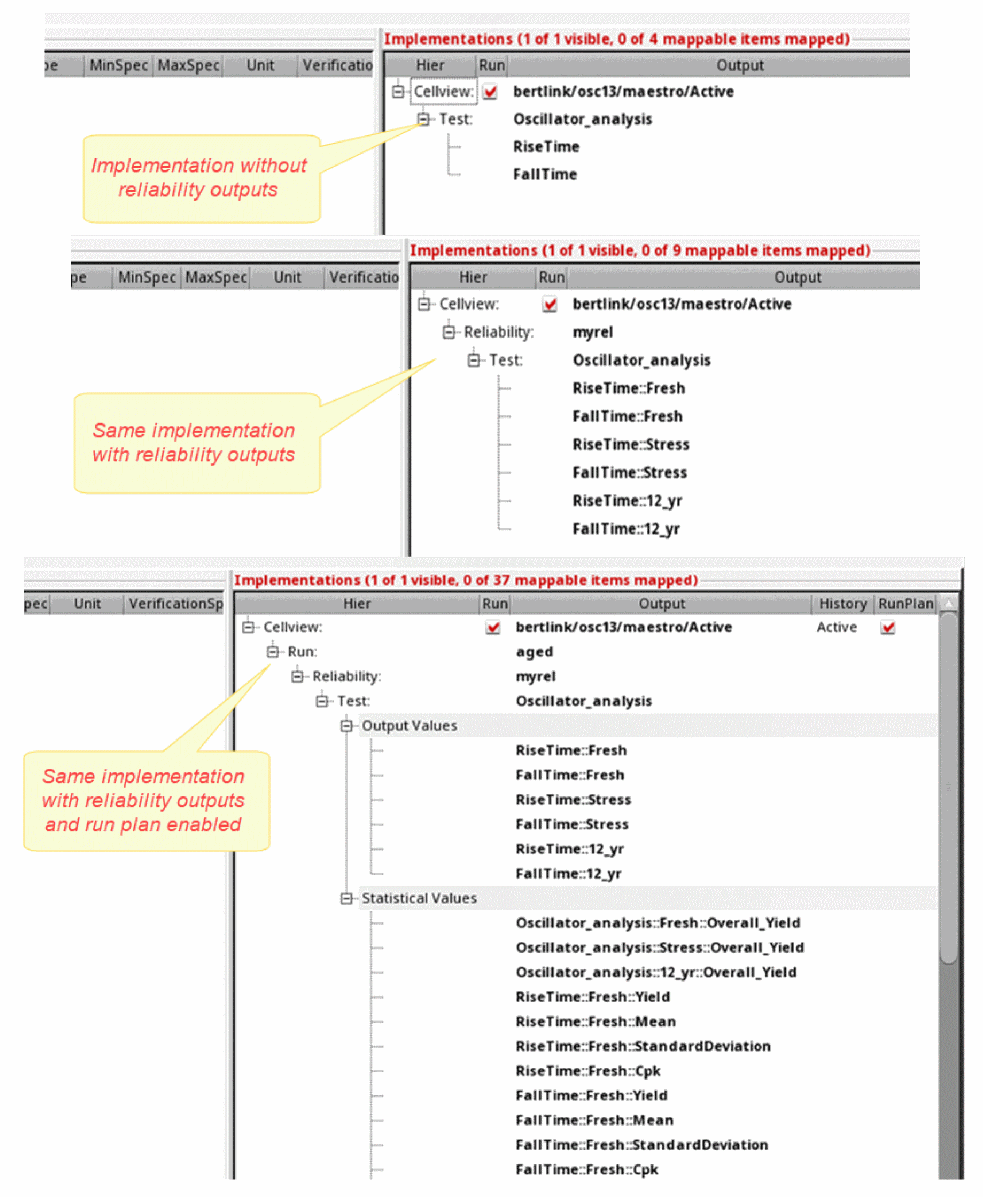 Implementations (1 of 1 visible, 0 of 4 mappable items mapped)
pe MinSpec MaxSpec Unit Verificatio Hier Run Output
Cellview: bertlink/osc13/maestro/Active
Test: Oscillator_analysis
RiseTime
FallTime
Implementation without
reliability outputs
Implementations (1 of 1 visible, 0 of 9 mappable items mapped)
pe MinSpec MaxSpec Unit Verificatio Hier Run Output
Cellview: bertlink/osc13/maestro/Active
Reliability: myrel
Test: Oscillator_analysis
RiseTime::Fresh
FallTime::Fresh
RiseTime::Stress
FallTime::Stress
RiseTime::12_yr
FallTime::12_yr
Same implementation
with reliability outputs
Implementations (1 of 1 visible, 0 of 37 mappable items mapped)
pec Unit VerificationSp Hier Run Output History RunPlan
Cellview: bertlink/osc13/maestro/Active Active
Run: aged
Reliability: myrel
Test: Oscillator_analysis
Output Values
RiseTime::Fresh
FallTime::Fresh
RiseTime::Stress
FallTime::Stress
RiseTime::12_yr
FallTime::12_yr
Same implementation
with reliability outputs
and run plan enabled
Statistical Values
Oscillator_analysis::Fresh::Overall_Yield
Oscillator_analysis::Stress::Overall_Yield
Oscillator_analysis::12_yr::Overall_Yield
RiseTime::Fresh::Yield
RiseTime::Fresh::Mean
RiseTime::Fresh::StandardDeviation
RiseTime::Fresh::Cpk
FallTime::Fresh::Yield
FallTime::Fresh::Mean
FallTime::Fresh::StandardDeviation
FallTime::Fresh::Cpk